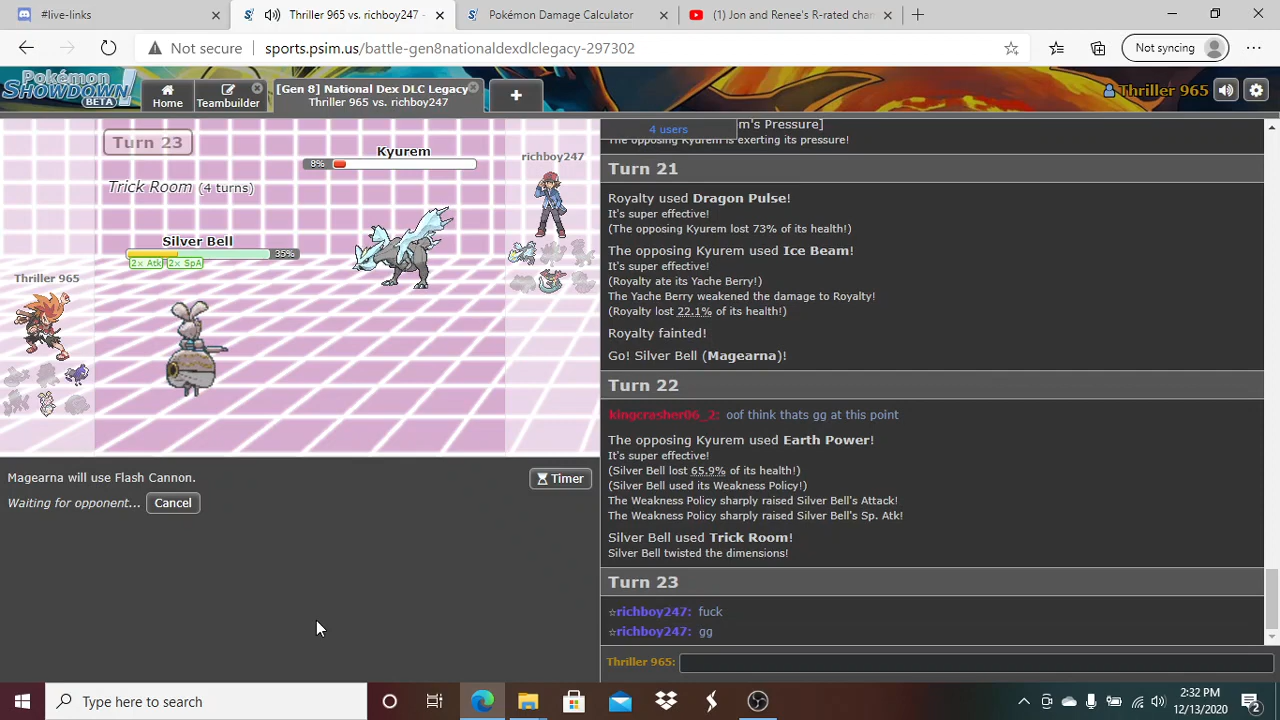 #live-links
Thriller 965 vs. richboy247 -
Pokémon Damage Calculator
(1) Jon and Renee's R-rated chan
Not secure
sports.psim.us/battle-gen8nationaldexdlclegacy-297302
Not syncing
Pokémon
SHOWDOWN
BETA
Home
Teambuilder
[Gen 8] National Dex DLC Legacy
Thriller 965 vs. richboy247
Thriller 965
Turn 23
Kyurem
8%
Trick Room (4 turns)
Silver Bell
35%
2× Atk 2× SpA
Thriller 965
richboy247
4 users
m's Pressure]
The opposing Kyurem is exerting its pressure!
Turn 21
Royalty used Dragon Pulse!
It's super effective!
(The opposing Kyurem lost 73% of its health!)
The opposing Kyurem used Ice Beam!
It's super effective!
(Royalty ate its Yache Berry!)
The Yache Berry weakened the damage to Royalty!
(Royalty lost 22.1% of its health!)
Royalty fainted!
Go! Silver Bell (Magearna)!
Turn 22
kingcrasher06_2: oof think thats gg at this point
The opposing Kyurem used Earth Power!
It's super effective!
(Silver Bell lost 65.9% of its health!)
(Silver Bell used its Weakness Policy!)
The Weakness Policy sharply raised Silver Bell's Attack!
The Weakness Policy sharply raised Silver Bell's Sp. Atk!
Silver Bell used Trick Room!
Silver Bell twisted the dimensions!
Turn 23
☆richboy247: fuck
☆richboy247: gg
Thriller 965:
Magearna will use Flash Cannon.
Waiting for opponent... Cancel
Timer
Type here to search
2:32 PM
12/13/2020
2